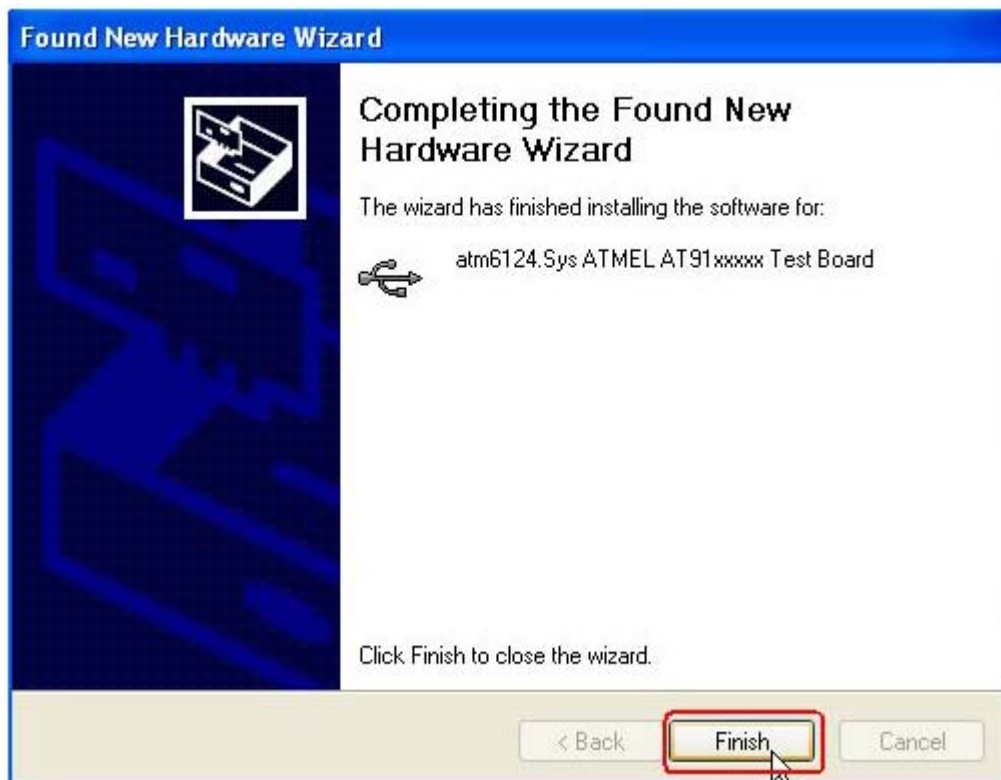 Found New Hardware Wizard
Completing the Found New
Hardware Wizard
The wizard has finished installing the software for:
atm6124.Sys ATMEL AT91xxxxx Test Board
Click Finish to close the wizard.
< Back
Finish
Cancel